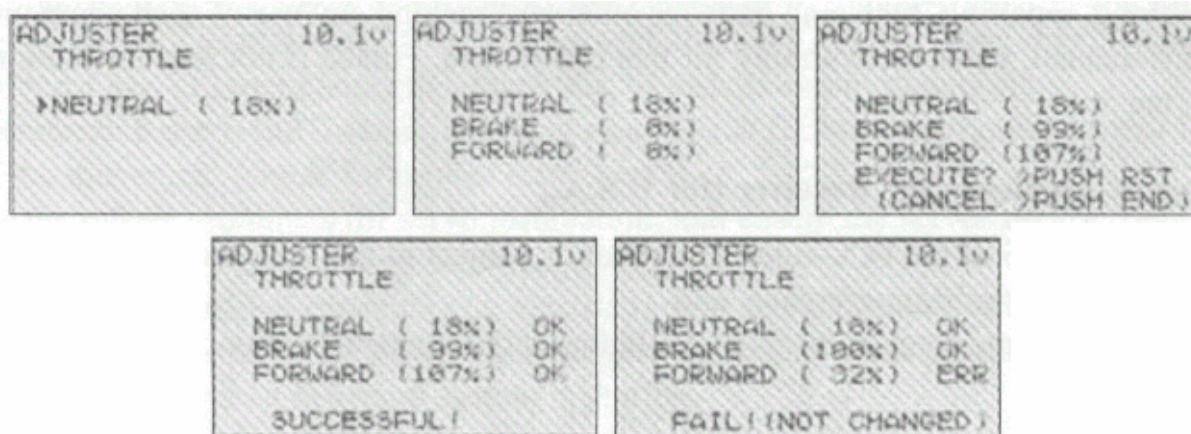 ADJUSTER 10.1v
THROTTLE
▶NEUTRAL ( 18%)
ADJUSTER 10.1v
THROTTLE
NEUTRAL ( 18%)
BRAKE ( 0%)
FORWARD ( 0%)
ADJUSTER 10.1v
THROTTLE
NEUTRAL ( 18%)
BRAKE ( 99%)
FORWARD (107%)
EXECUTE? >PUSH RST
(CANCEL >PUSH END)
ADJUSTER 10.1v
THROTTLE
NEUTRAL ( 18%) OK
BRAKE ( 99%) OK
FORWARD (107%) OK
SUCCESSFUL!
ADJUSTER 10.1v
THROTTLE
NEUTRAL ( 18%) OK
BRAKE (100%) OK
FORWARD ( 32%) ERR
FAIL!(NOT CHANGED)